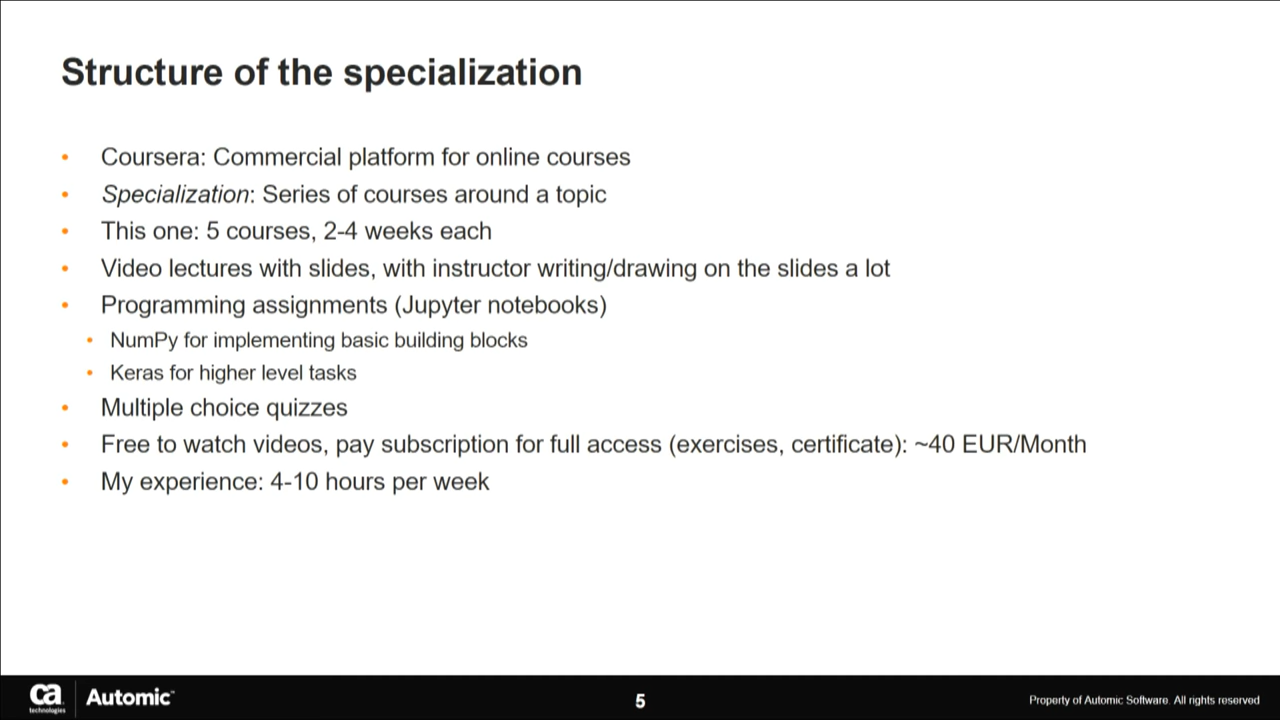 Structure of the specialization
• Coursera: Commercial platform for online courses
• Specialization: Series of courses around a topic
• This one: 5 courses, 2-4 weeks each
• Video lectures with slides, with instructor writing/drawing on the slides a lot
• Programming assignments (Jupyter notebooks)
• NumPy for implementing basic building blocks
• Keras for higher level tasks
• Multiple choice quizzes
• Free to watch videos, pay subscription for full access (exercises, certificate): ~40 EUR/Month
• My experience: 4-10 hours per week
ca technologies
Automic™
5
Property of Automic Software. All rights reserved